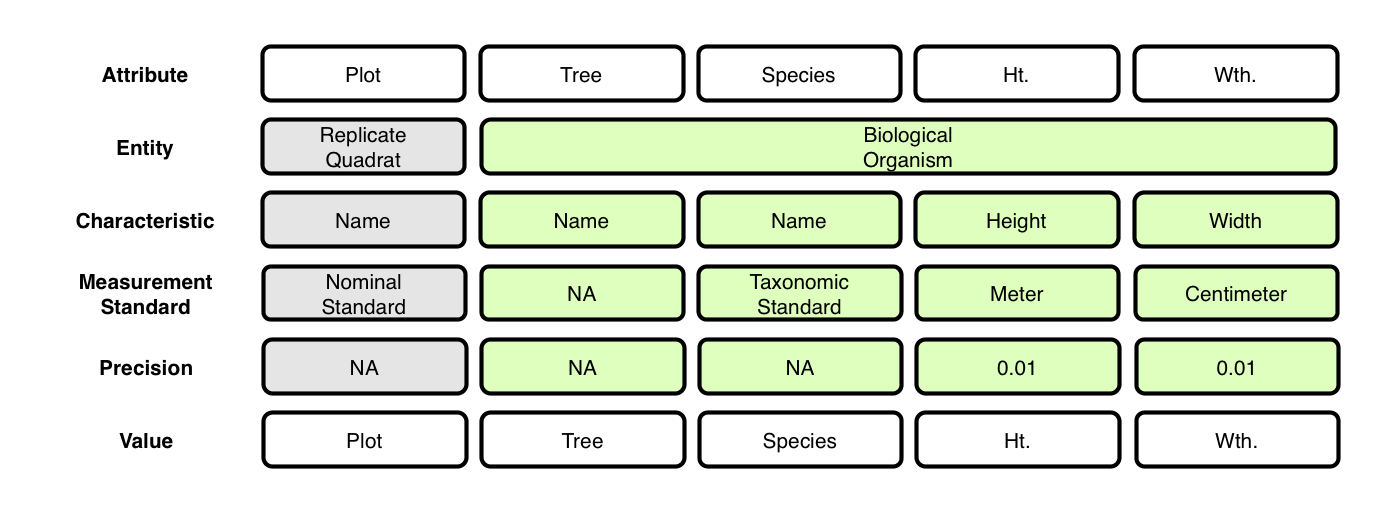 Attribute Plot Tree Species Ht. Wth.
Entity Replicate Quadrat Biological Organism
Characteristic Name Name Name Height Width
Measurement Standard Nominal Standard NA Taxonomic Standard Meter Centimeter
Precision NA NA NA 0.01 0.01
Value Plot Tree Species Ht. Wth.